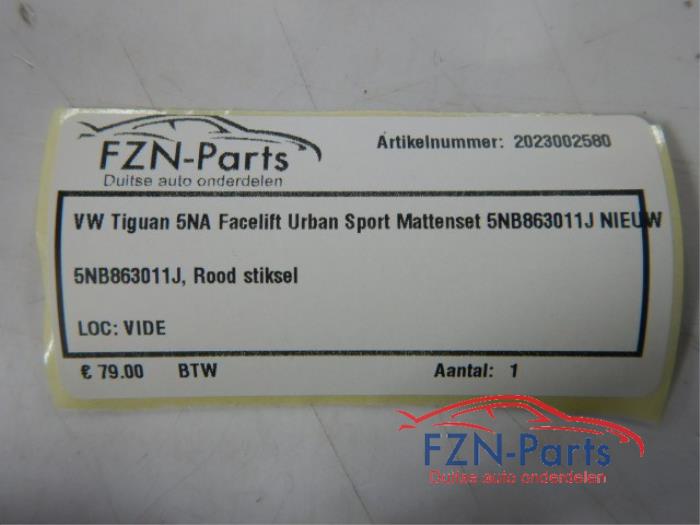 FZN-Parts
Duitse auto onderdelen
Artikelnummer: 2023002580
VW Tiguan 5NA Facelift Urban Sport Mattenset 5NB863011J NIEUW
5NB863011J, Rood stiksel
LOC: VIDE
€ 79.00 BTW Aantal: 1
FZN-Parts
Duitse auto onderdelen